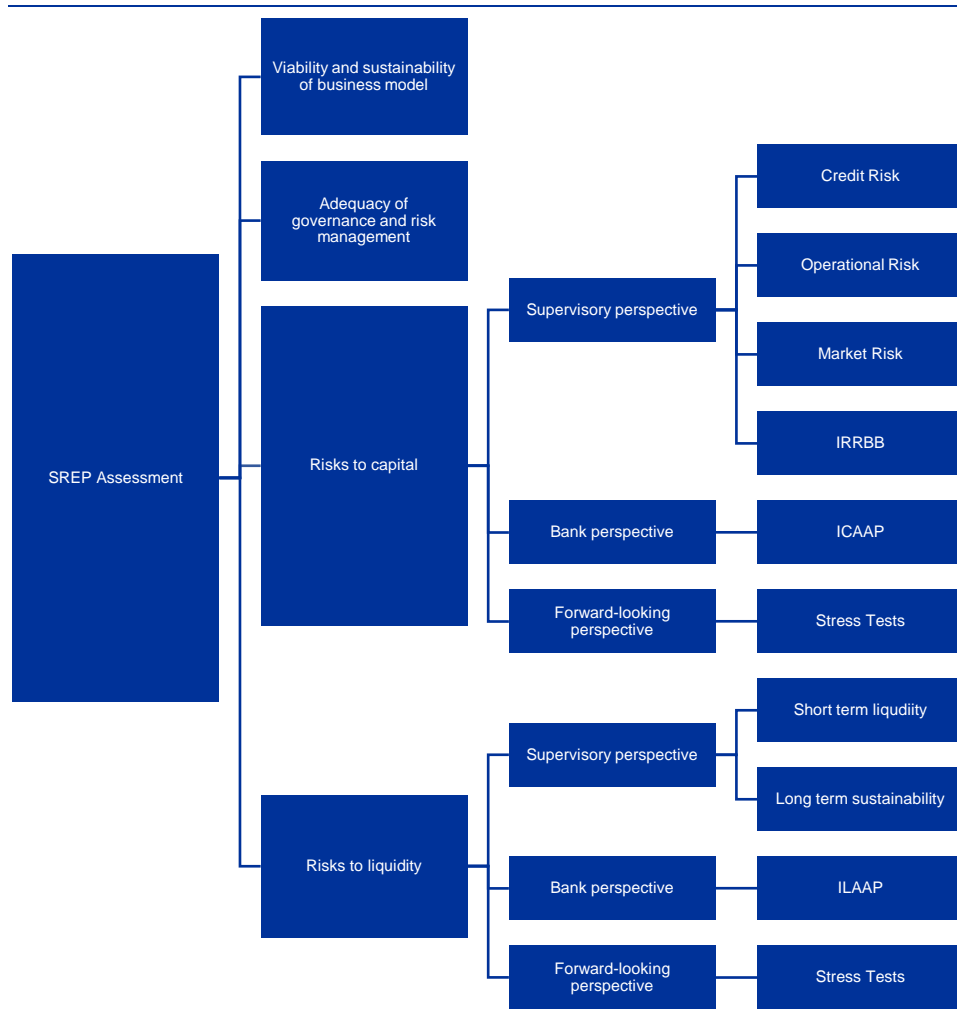 Viability and sustainability
of business model
Adequacy of
governance and risk
management
SREP Assessment
Risks to capital
Supervisory perspective
Credit Risk
Operational Risk
Market Risk
IRRBB
Bank perspective
ICAAP
Forward-looking
perspective
Stress Tests
Risks to liquidity
Supervisory perspective
Short term liqudiity
Long term sustainability
Bank perspective
ILAAP
Forward-looking
perspective
Stress Tests